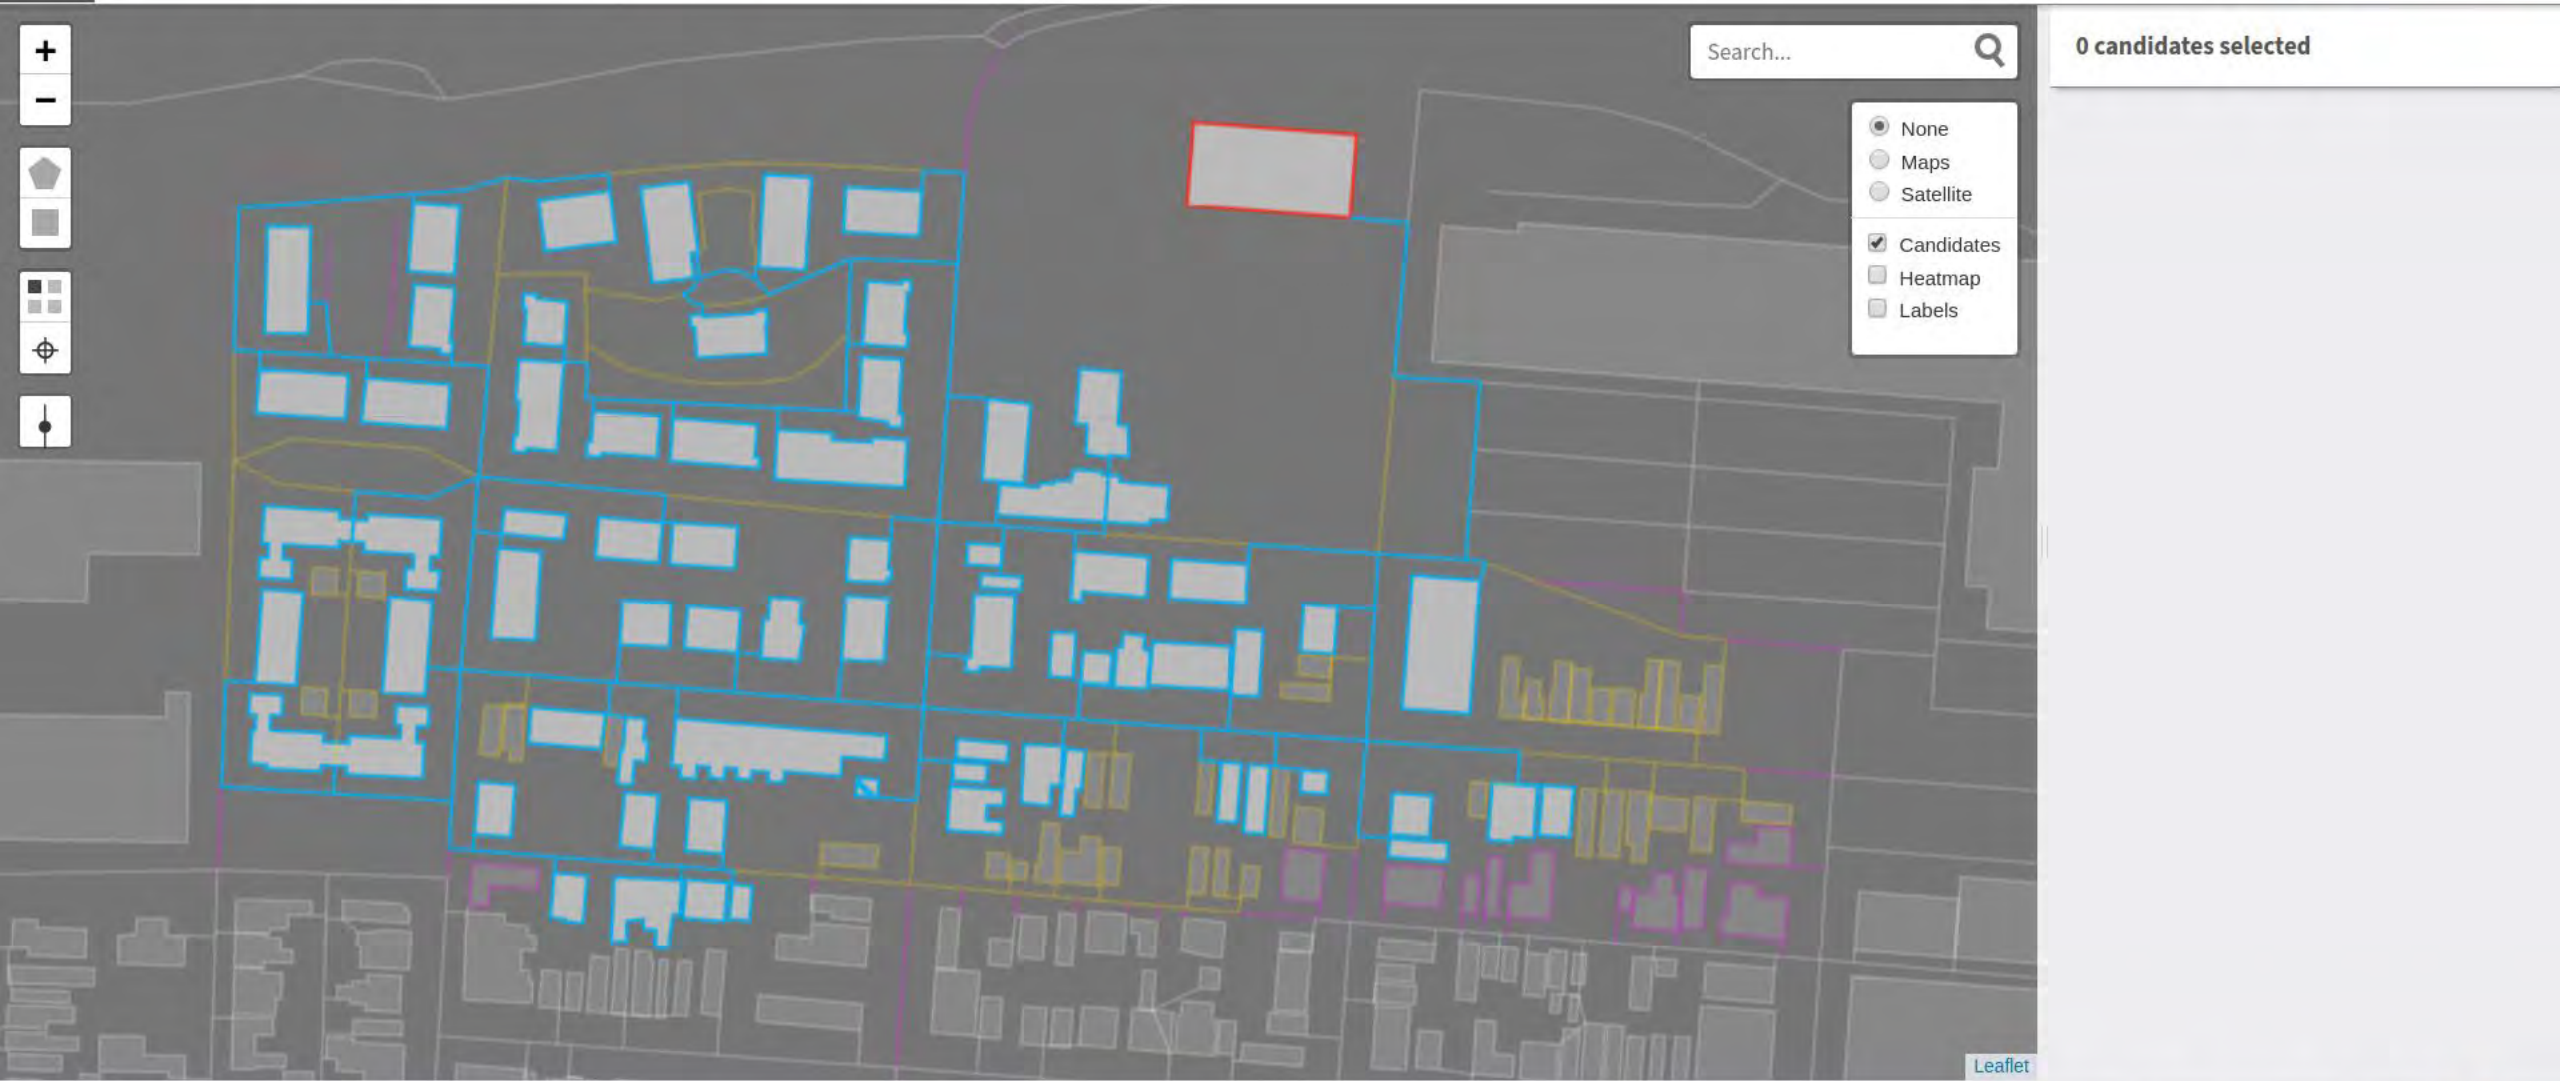 +
−
Search...
None
Maps
Satellite
Candidates
Heatmap
Labels
Leaflet
0 candidates selected